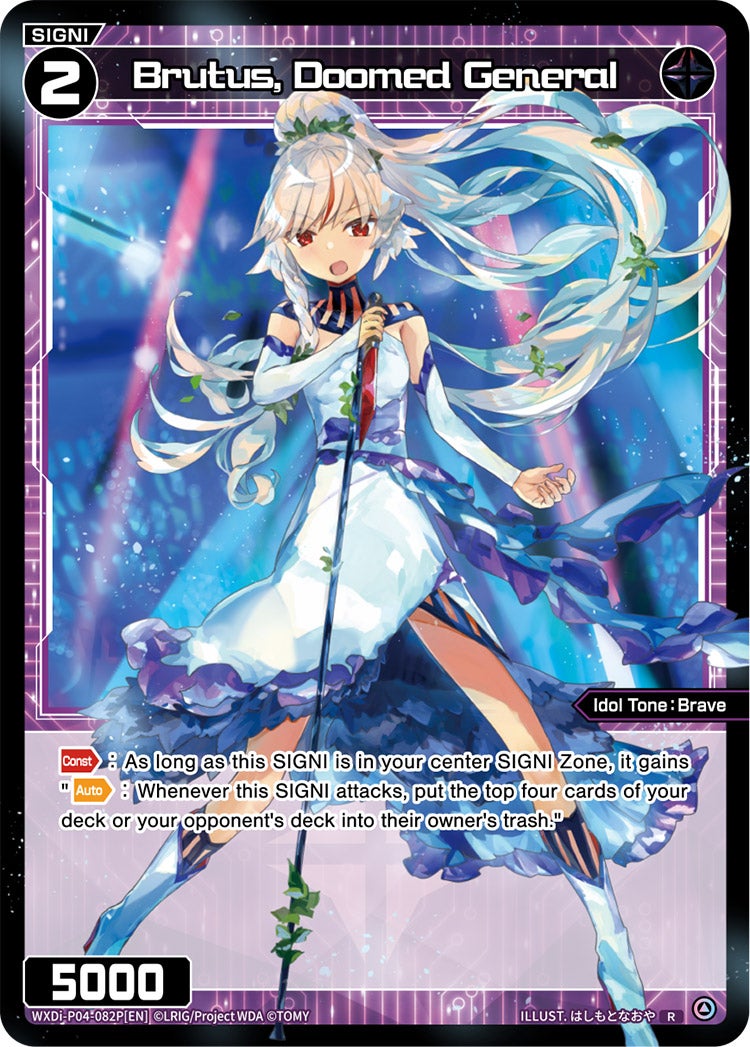 SIGNI
2
Brutus, Doomed General
Idol Tone:Brave
Const : As long as this SIGNI is in your center SIGNI Zone, it gains
" Auto : Whenever this SIGNI attacks, put the top four cards of your
deck or your opponent's deck into their owner's trash."
5000
WXDi-P04-082P[EN] ©LRIG/Project WDA ©TOMY
ILLUST. はしもとなおや R